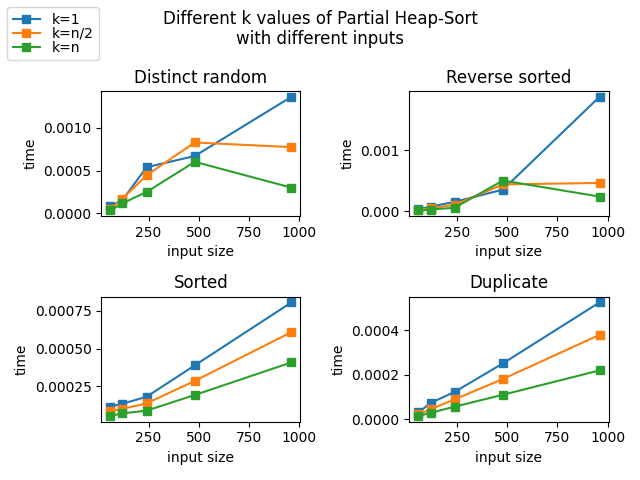 k=1
k=n/2
k=n
Different k values of Partial Heap-Sort
with different inputs
Distinct random
0.0010
0.0005
0.0000
time
250 500 750 1000
input size
Reverse sorted
0.001
0.000
time
250 500 750 1000
input size
Sorted
0.00075
0.00050
0.00025
time
250 500 750 1000
input size
Duplicate
0.0004
0.0002
0.0000
time
250 500 750 1000
input size